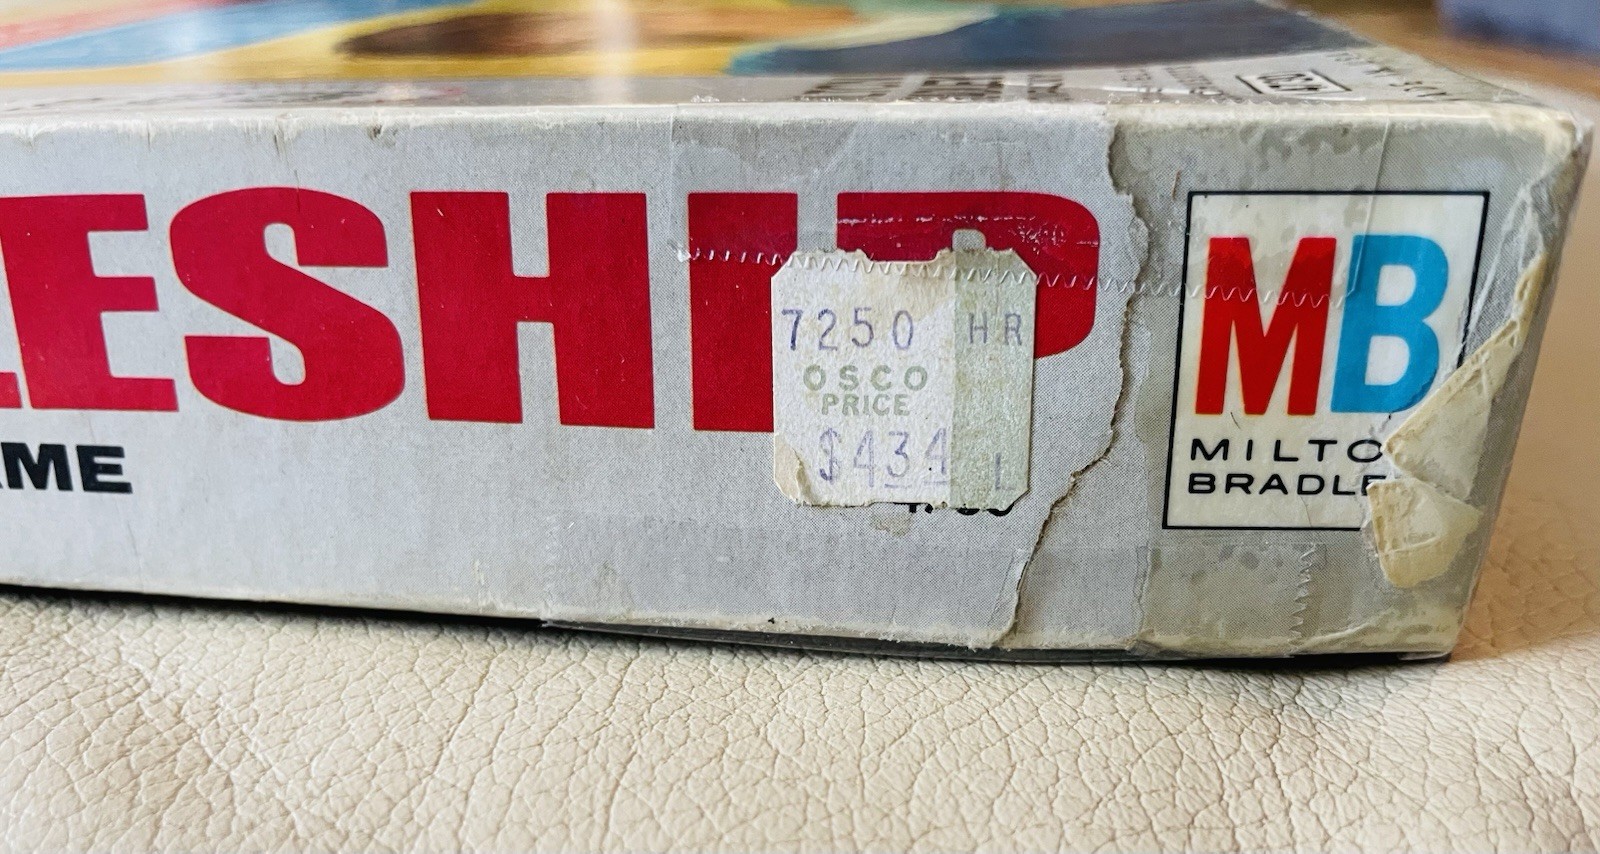 LESHIP
AME
7250 HR
OSCO
PRICE
$434
MB
MILTO
BRADLE